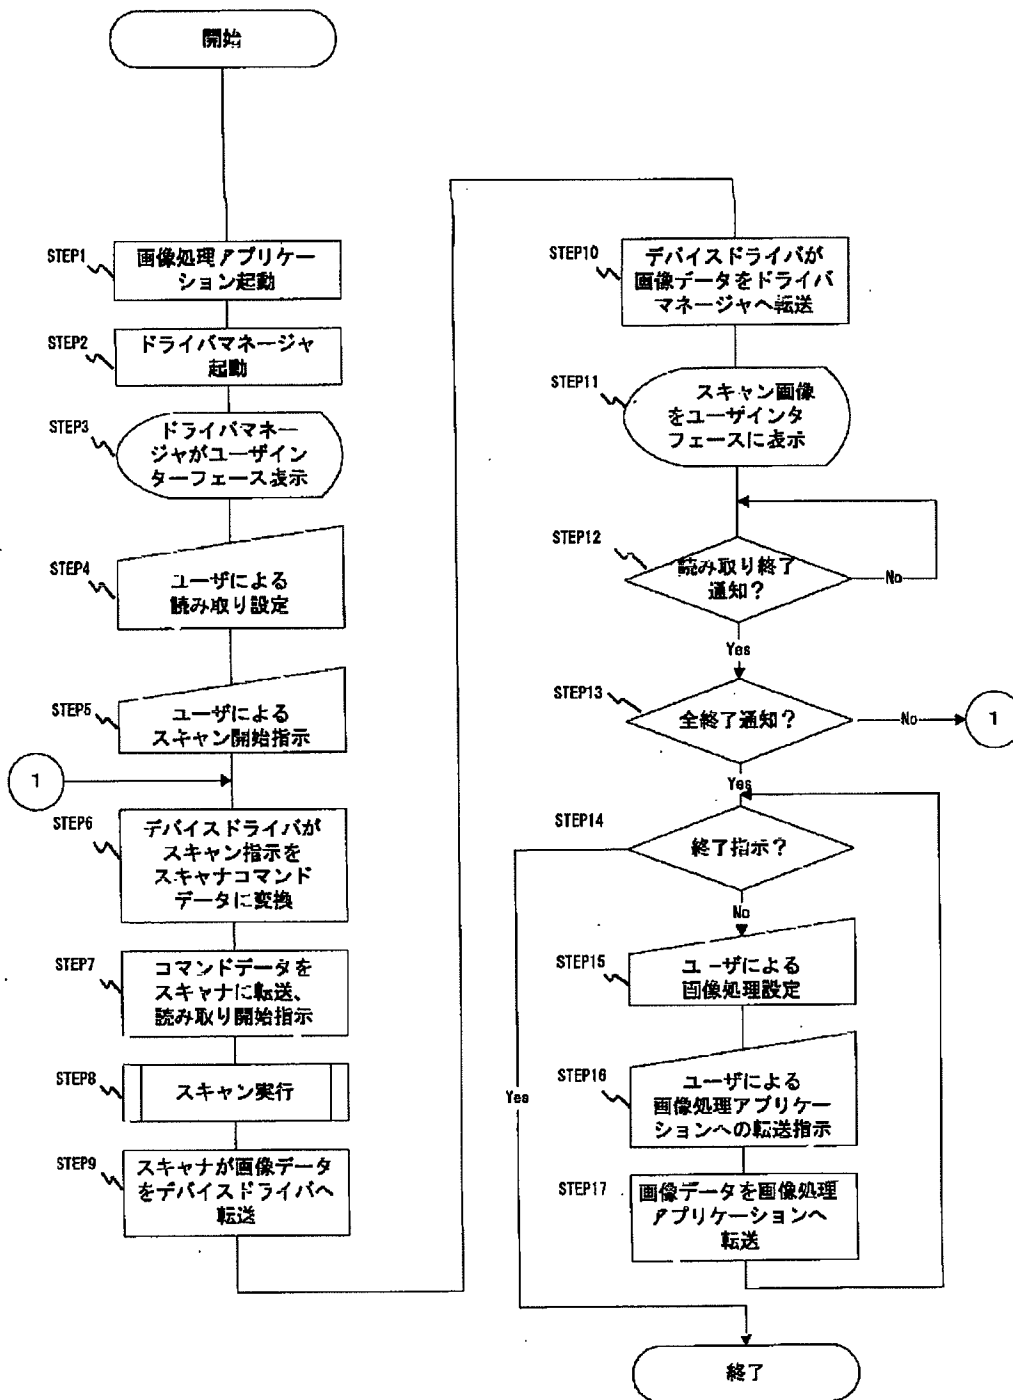 開始
STEP1
画像処理アプリケー
ション起動
STEP2
ドライバマネージャ
起動
STEP3
ドライバマネー
ジャがユーザイン
ターフェース表示
STEP4
ユーザによる
読み取り設定
STEP5
ユーザによる
スキャン開始指示
1
STEP6
デバイスドライバが
スキャン指示を
スキャナコマンド
データに変換
STEP7
コマンドデータを
スキャナに転送、
読み取り開始指示
STEP8
スキャン実行
STEP9
スキャナが画像データ
をデバイスドライバへ
転送
STEP10
デバイスドライバが
画像データをドライバ
マネージャへ転送
STEP11
スキャン画像
をユーザインタ
フェースに表示
STEP12
読み取り終了
通知?
No
Yes
STEP13
全終了通知?
No
1
Yes
STEP14
終了指示?
No
STEP15
ユーザによる
画像処理設定
STEP16
ユーザによる
画像処理アプリケー
ションへの転送指示
Yes
STEP17
画像データを画像処理
アプリケーションへ
転送
終了